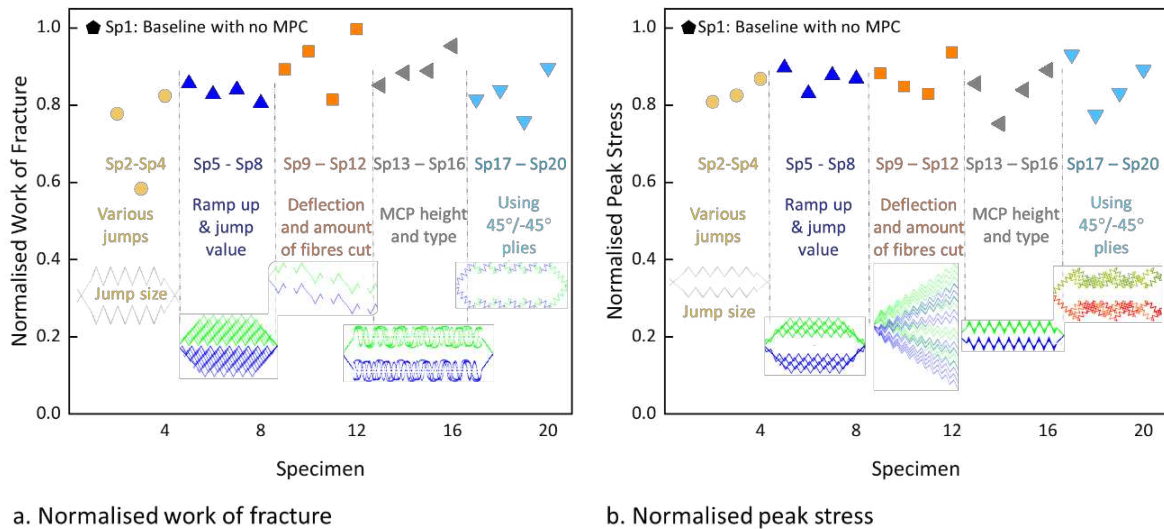 Sp1: Baseline with no MPC
1.0
0.8
0.6
0.4
0.2
0.0
Normalised Work of Fracture
Sp2-Sp4
Various
jumps
Jump size
Sp5 - Sp8
Ramp up
& jump
value
Sp9 – Sp12
Deflection
and amount
of fibres cut
Sp13 – Sp16
MCP height
and type
Sp17 – Sp20
Using
45°/-45°
plies
4
8
12
16
20
Specimen
a. Normalised work of fracture
Sp1: Baseline with no MPC
1.0
0.8
0.6
0.4
0.2
0.0
Normalised Peak Stress
Sp2-Sp4
Various
jumps
Jump size
Sp5 - Sp8
Ramp up
& jump
value
Sp9 – Sp12
Deflection
and amount
of fibres cut
Sp13 – Sp16
MCP height
and type
Sp17 – Sp20
Using
45°/-45°
plies
4
8
12
16
20
Specimen
b. Normalised peak stress